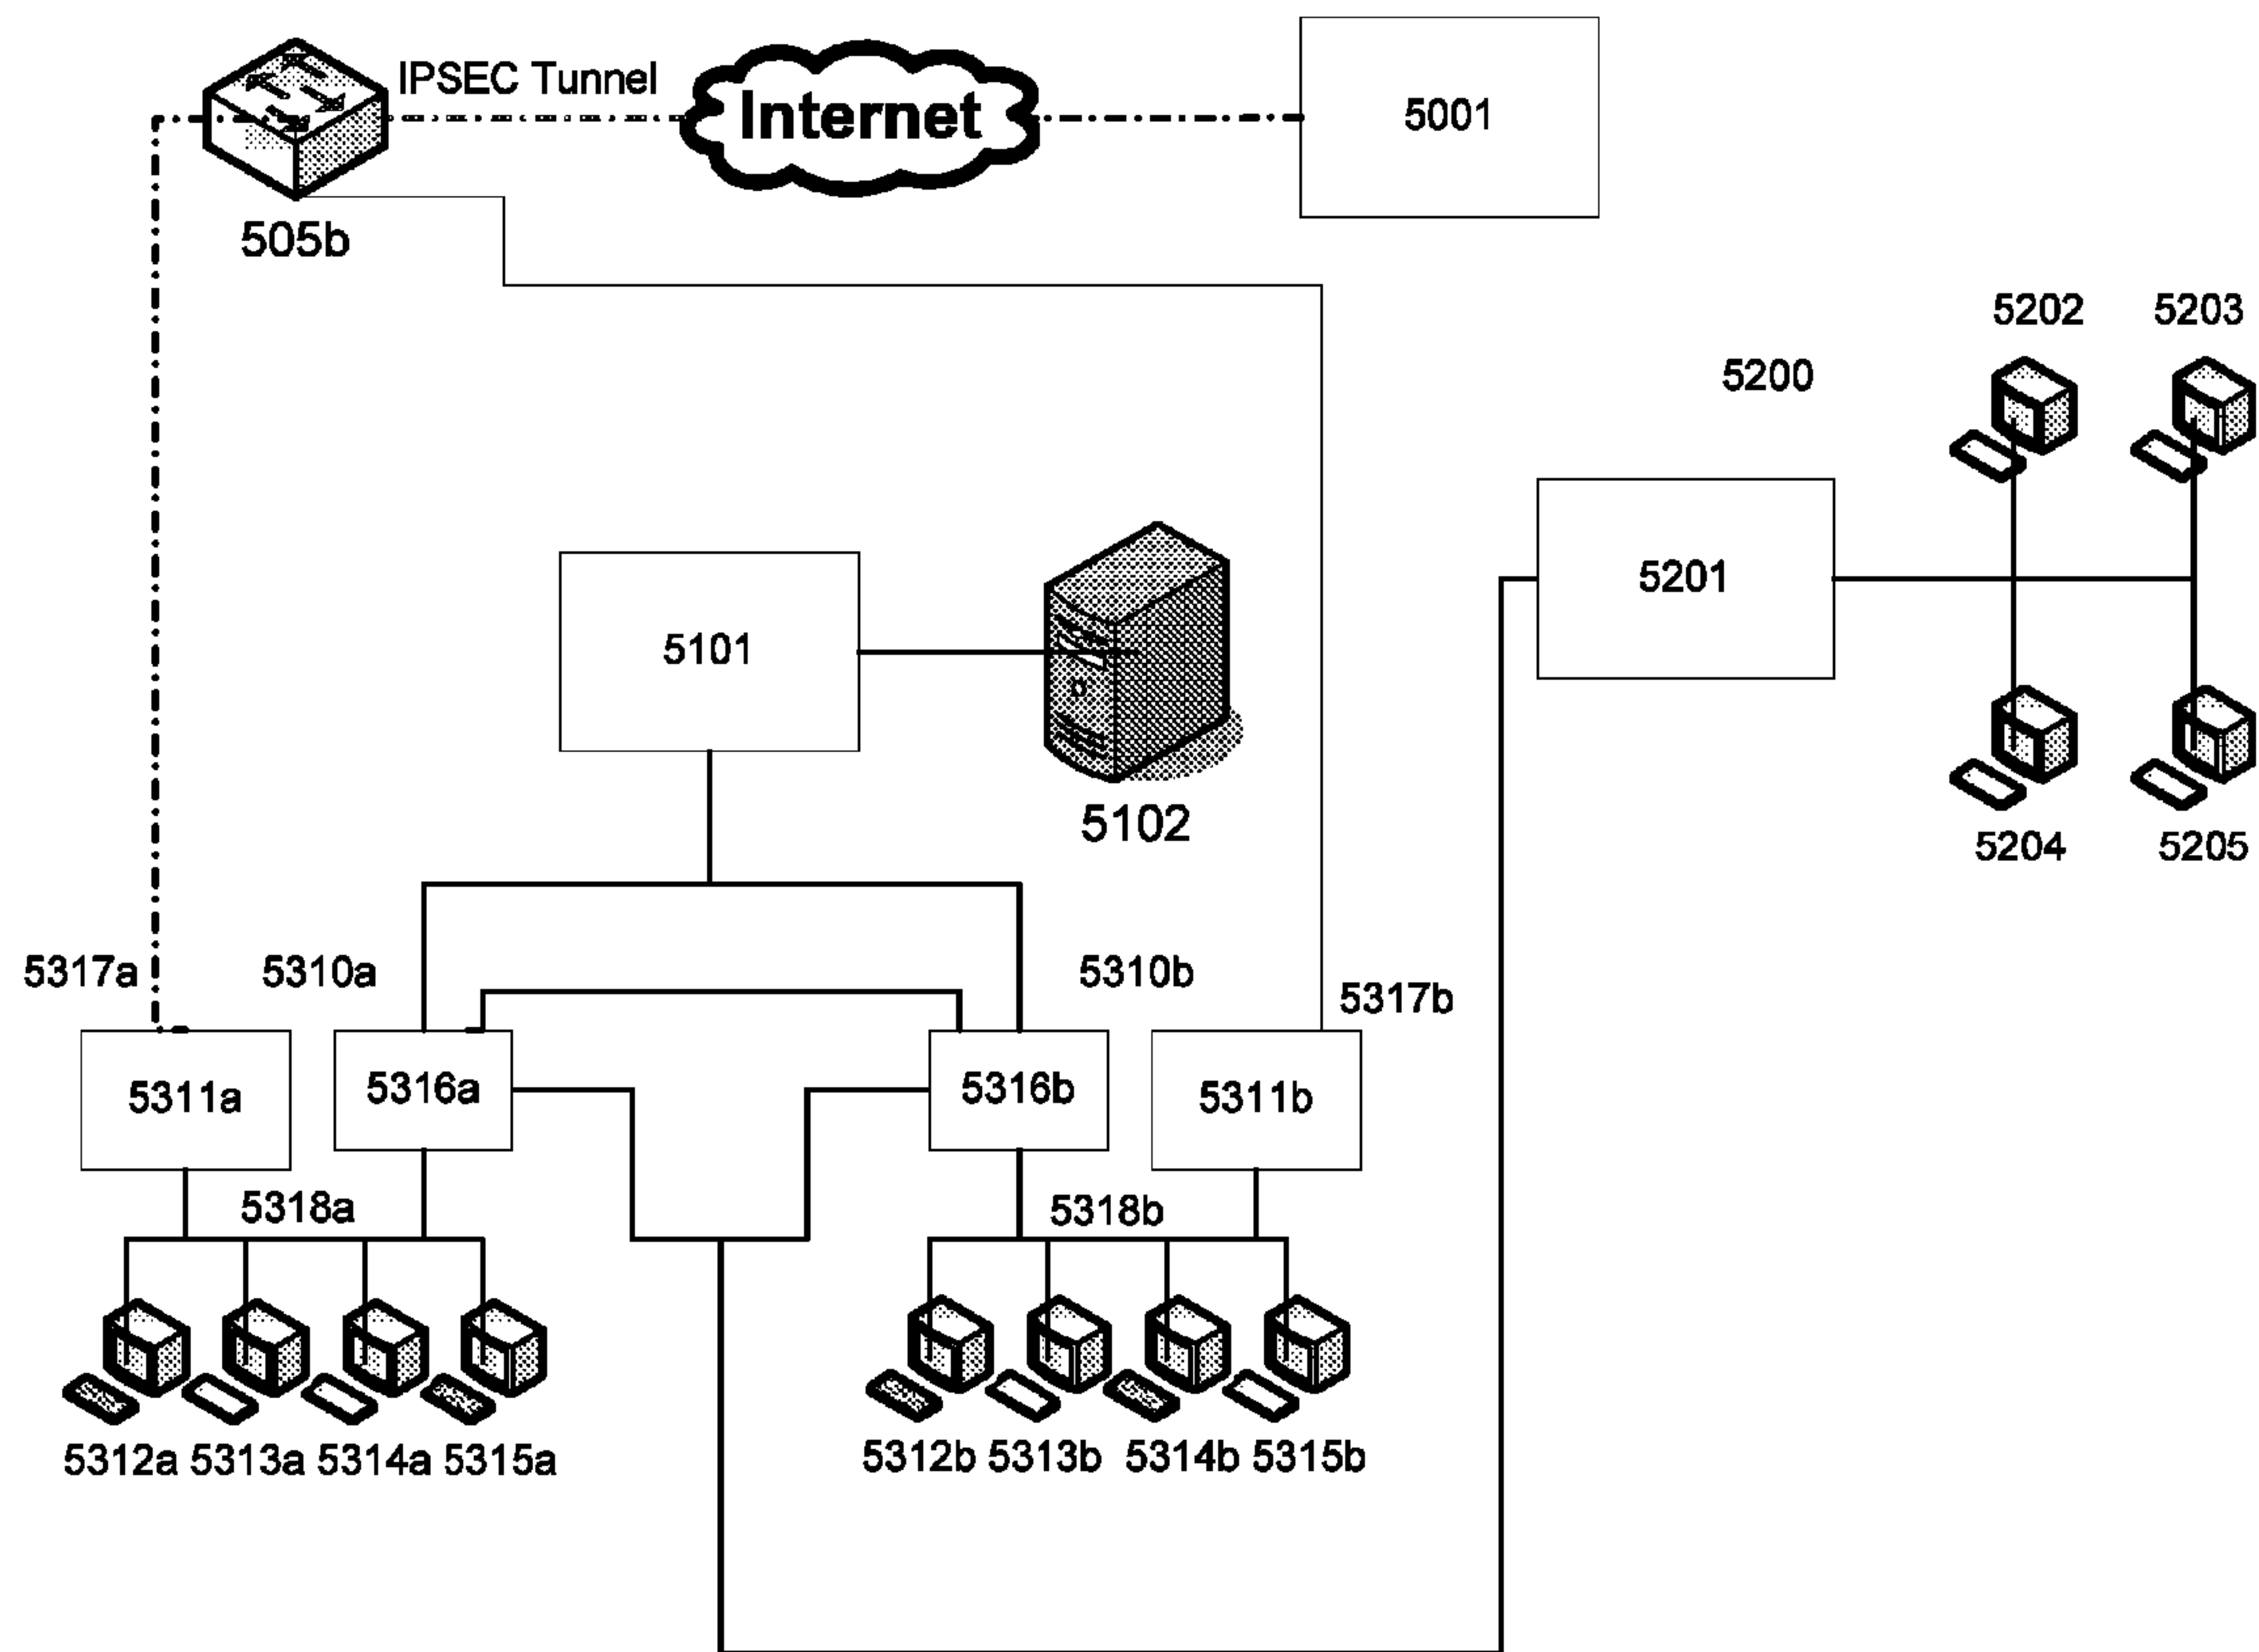 IPSEC Tunnel
Internet
5001
505b
5202
5203
5200
5201
5101
5102
5204
5205
5317a
5310a
5310b
5317b
5311a
5316a
5316b
5311b
5318a
5318b
5312a 5313a 5314a 5315a
5312b 5313b 5314b 5315b